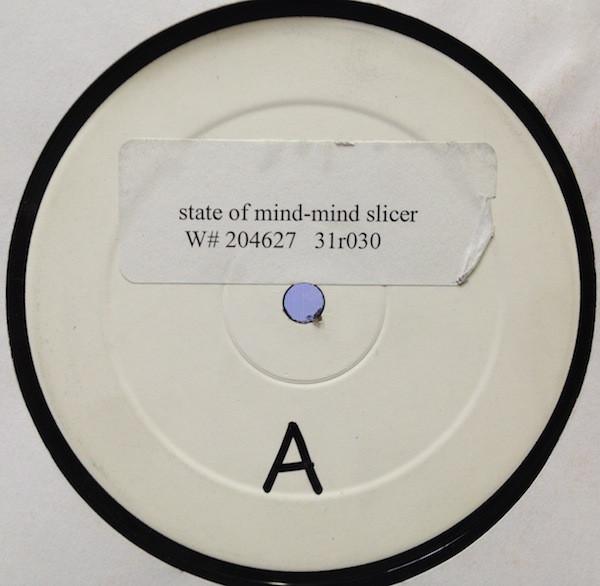 state of mind-mind slicer
W# 204627 31r030
A